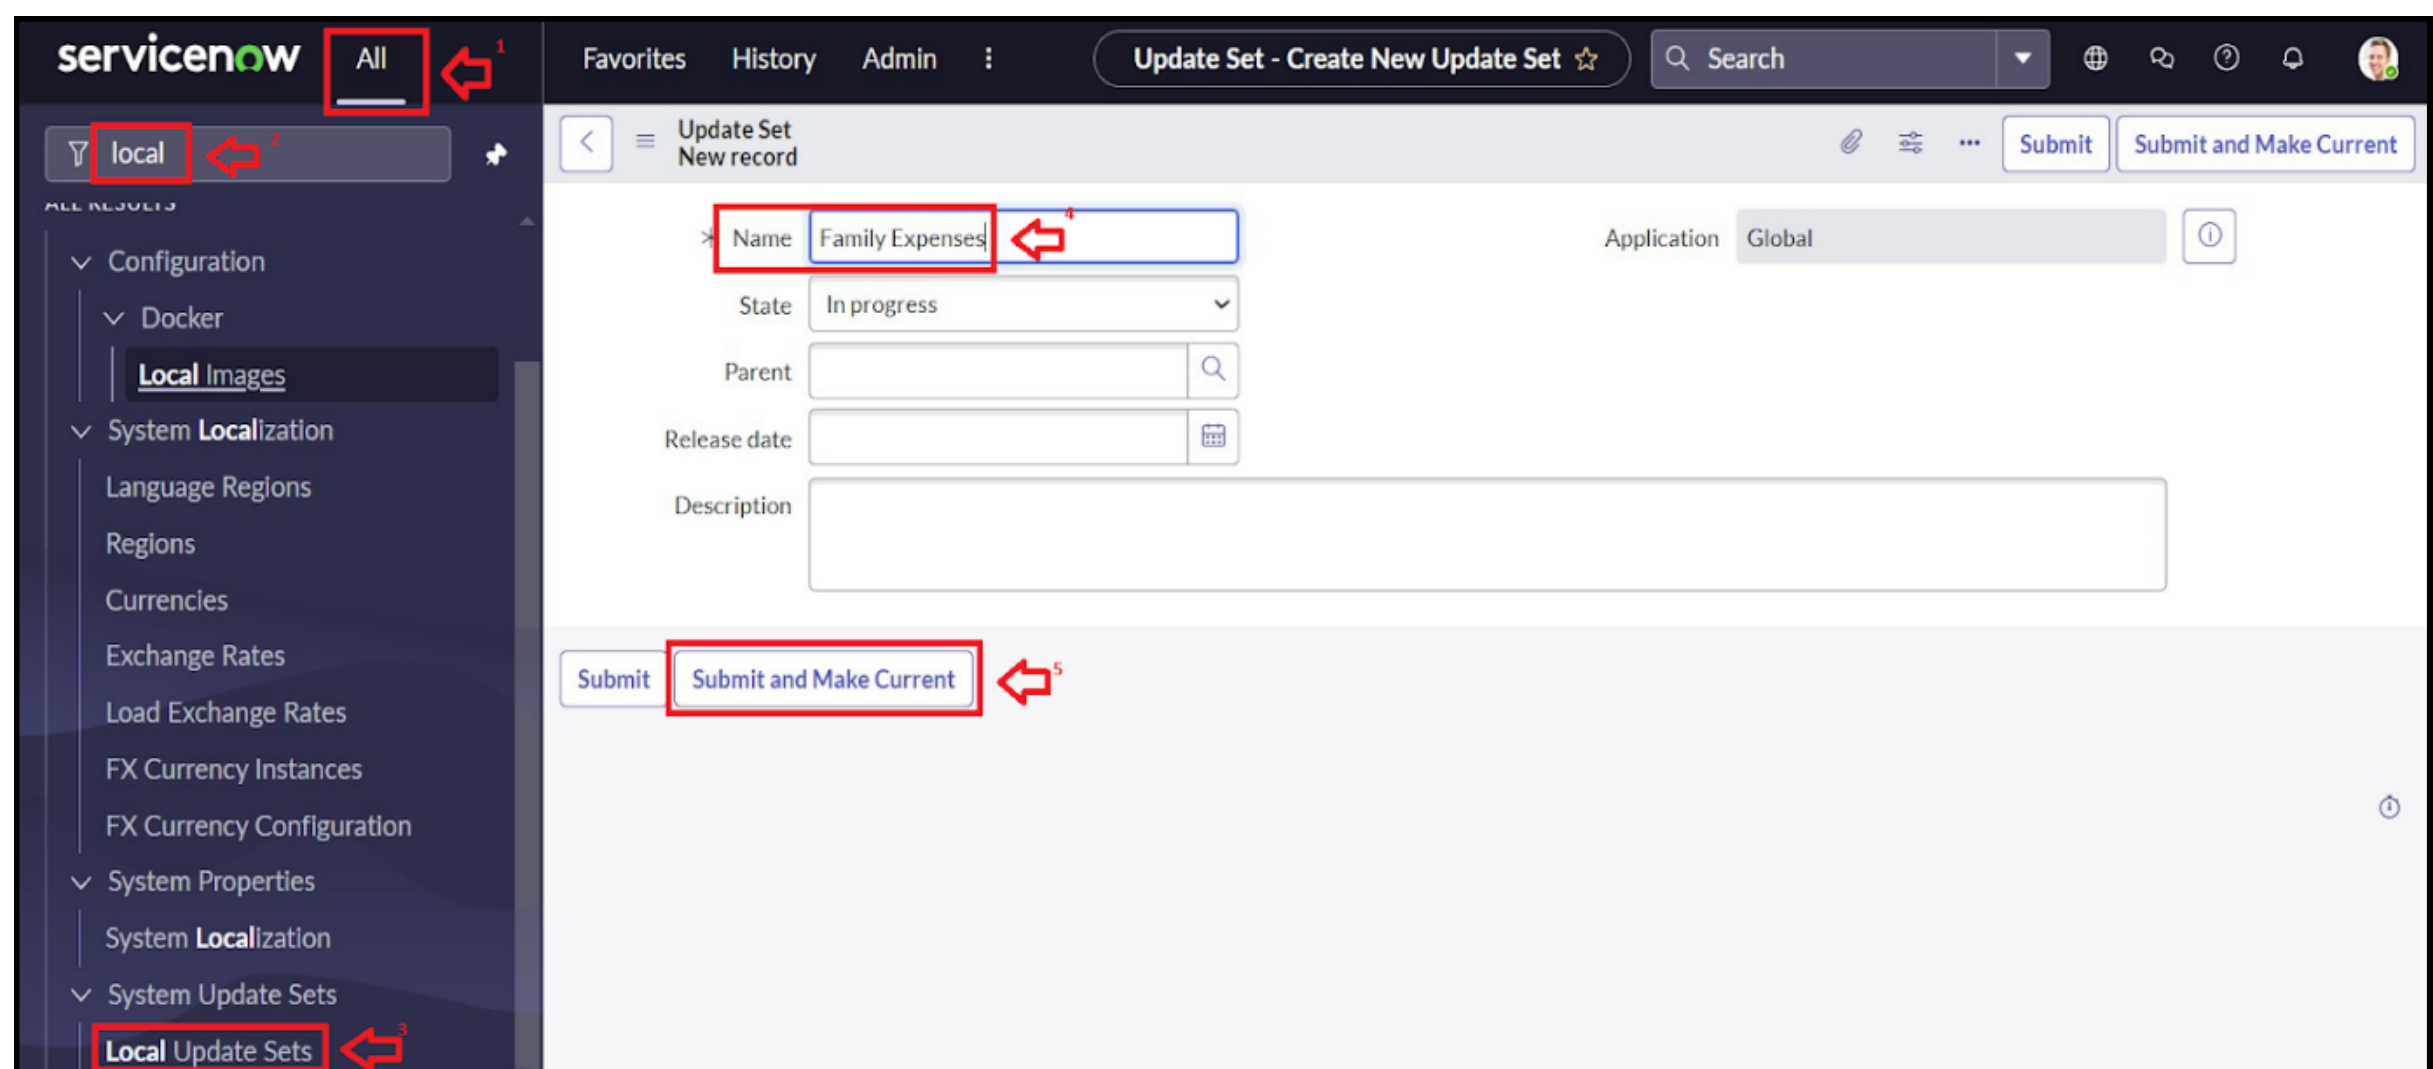 servicenow All 1 Favorites History Admin Update Set - Create New Update Set Search
local 2
ALL RESULTS
Configuration
Docker
Local Images
System Localization
Language Regions
Regions
Currencies
Exchange Rates
Load Exchange Rates
FX Currency Instances
FX Currency Configuration
System Properties
System Localization
System Update Sets
Local Update Sets 3
Update Set
New record
Submit Submit and Make Current
Name Family Expenses 4
Application Global
State In progress
Parent
Release date
Description
Submit Submit and Make Current 5